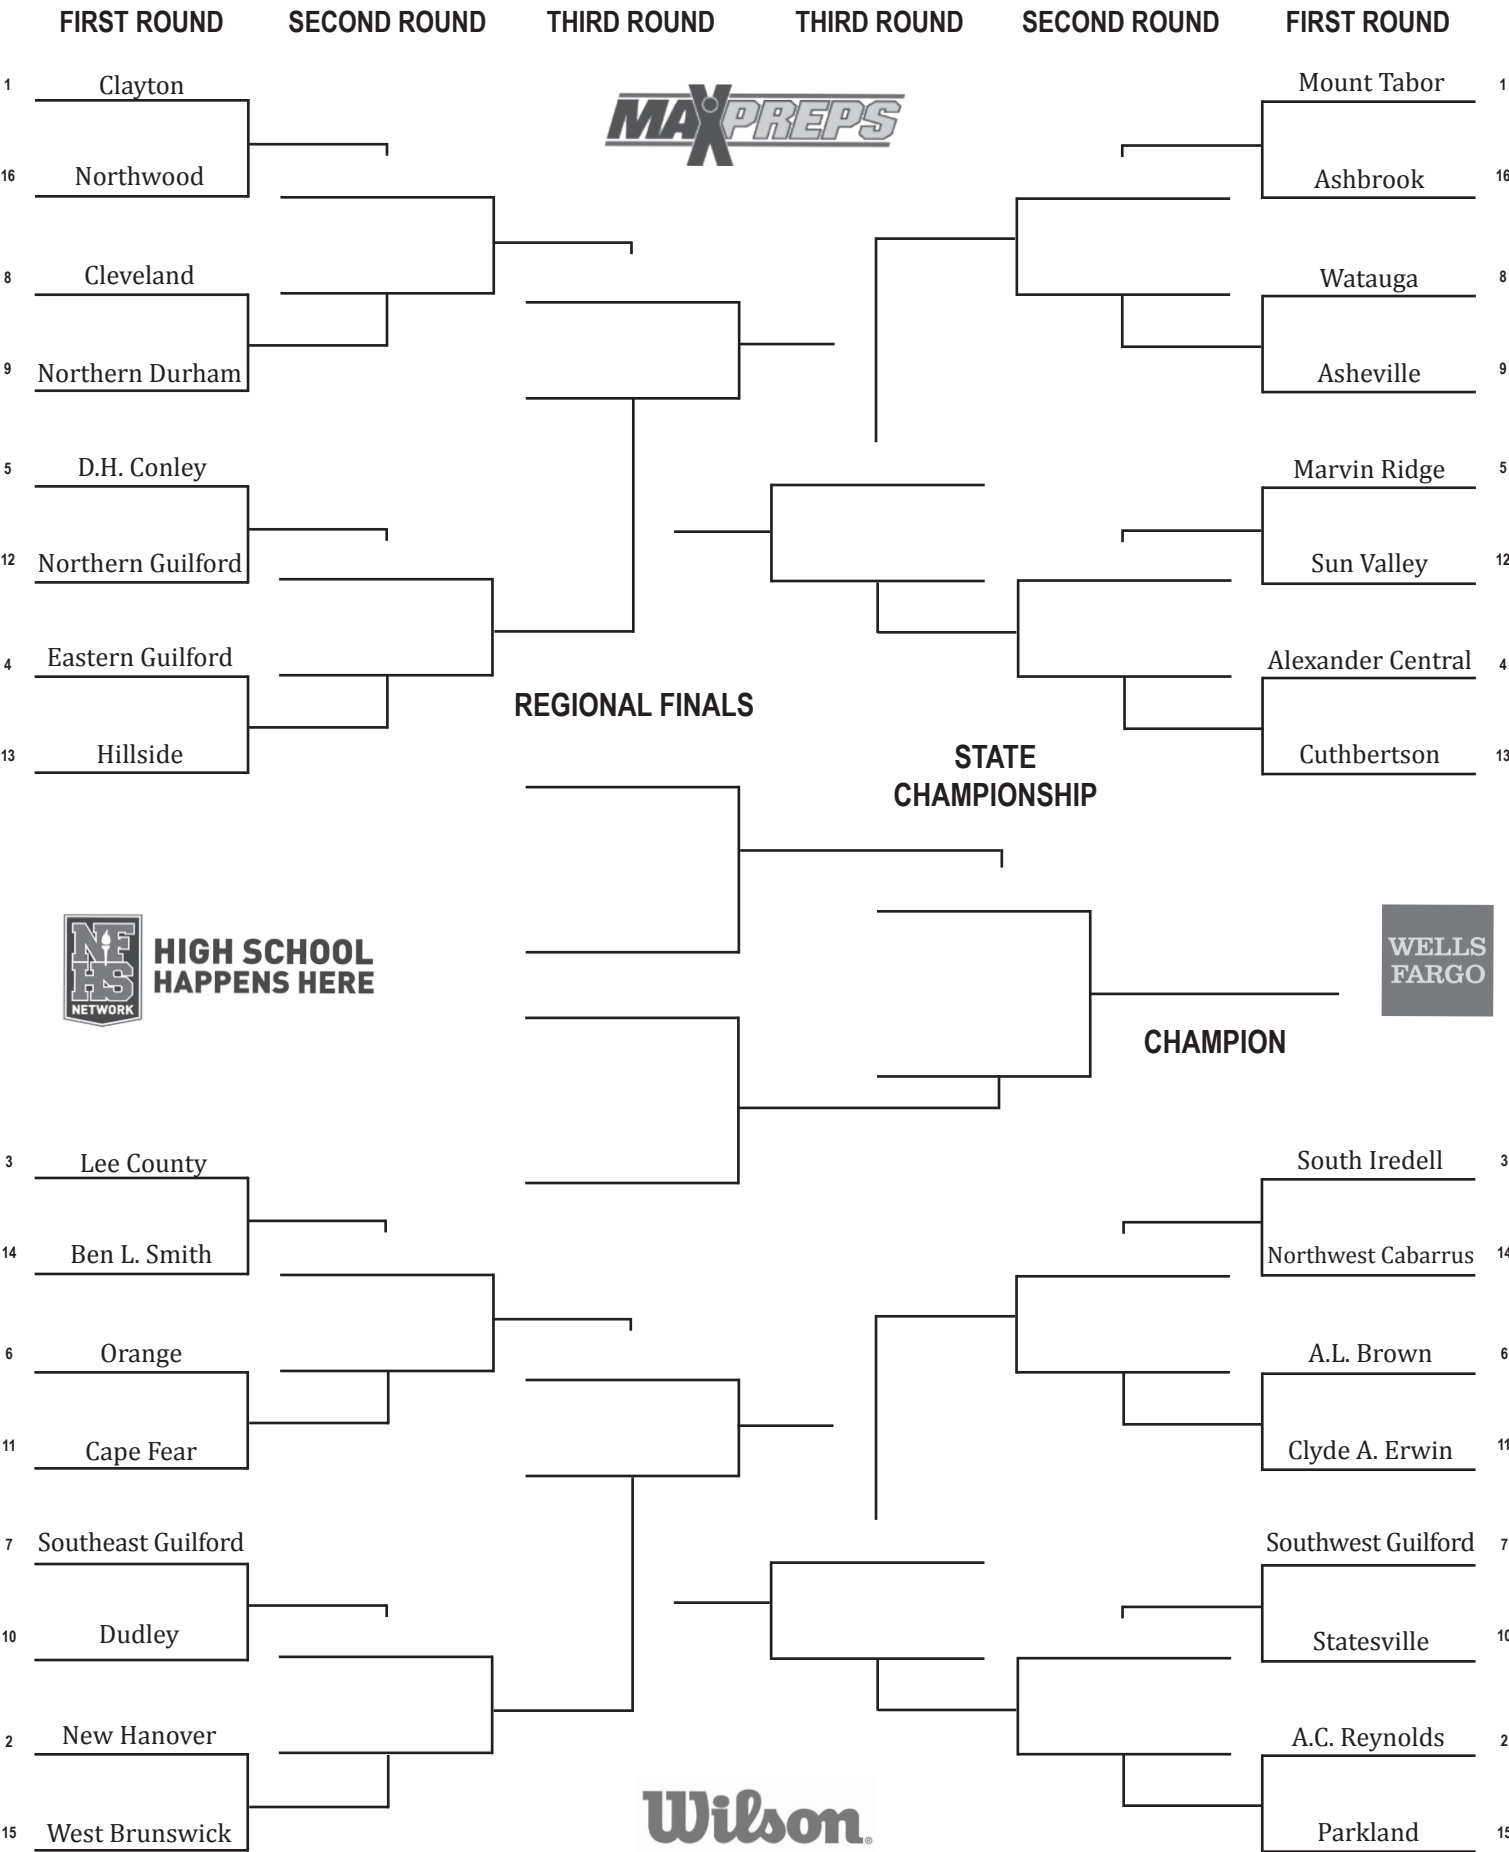 FIRST ROUND SECOND ROUND THIRD ROUND THIRD ROUND SECOND ROUND FIRST ROUND
1 Clayton
16 Northwood
8 Cleveland
9 Northern Durham
5 D.H. Conley
12 Northern Guilford
4 Eastern Guilford
13 Hillside
MAXPREPS
Mount Tabor 1
Ashbrook 16
Watauga 8
Asheville 9
Marvin Ridge 5
Sun Valley 12
Alexander Central 4
Cuthbertson 13
REGIONAL FINALS
STATE
CHAMPIONSHIP
NFHS
NETWORK
HIGH SCHOOL
HAPPENS HERE
WELLS
FARGO
CHAMPION
3 Lee County
14 Ben L. Smith
6 Orange
11 Cape Fear
7 Southeast Guilford
10 Dudley
2 New Hanover
15 West Brunswick
South Iredell 3
Northwest Cabarrus 14
A.L. Brown 6
Clyde A. Erwin 11
Southwest Guilford 7
Statesville 10
A.C. Reynolds 2
Parkland 15
Wilson®